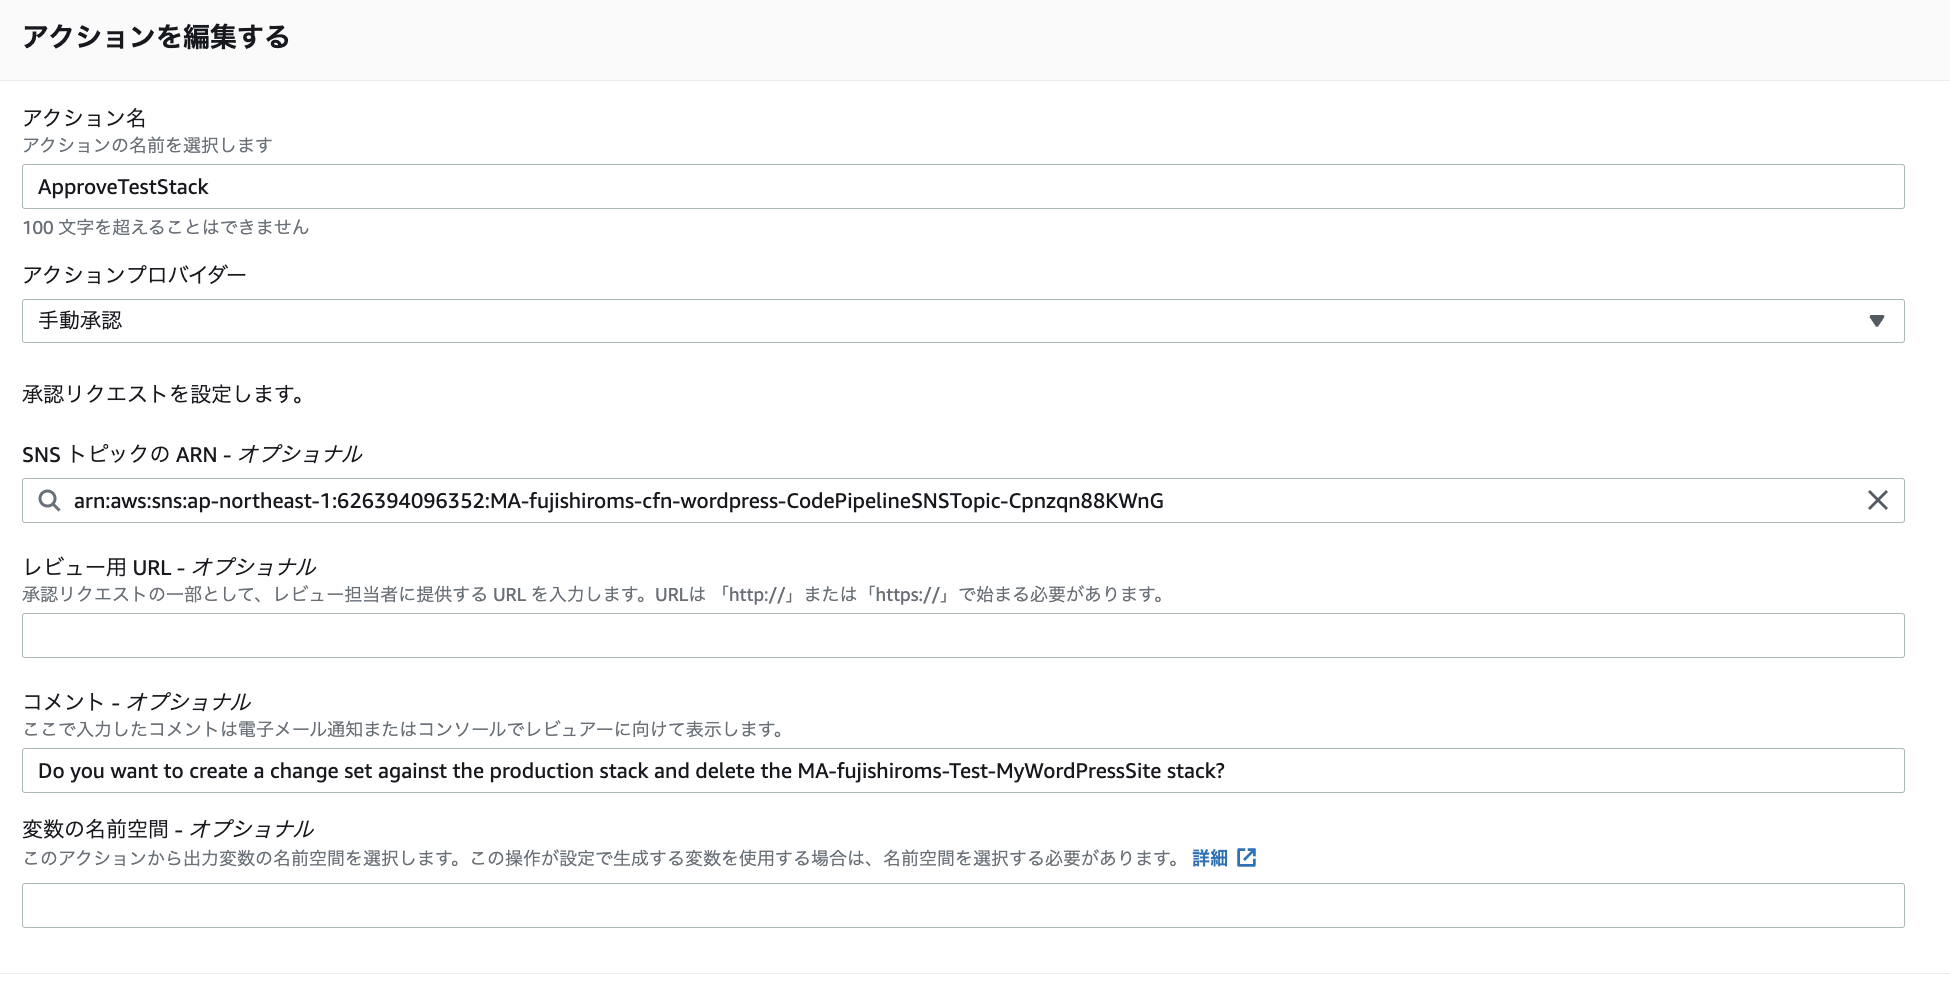 アクションを編集する
アクション名
アクションの名前を選択します
ApproveTestStack
100 文字を超えることはできません
アクションプロバイダー
手動承認
承認リクエストを設定します。
SNS トピックの ARN - オプショナル
arn:aws:sns:ap-northeast-1:626394096352:MA-fujishiroms-cfn-wordpress-CodePipelineSNSTopic-Cpnzqn88KWnG
レビュー用 URL - オプショナル
承認リクエストの一部として、レビュー担当者に提供する URL を入力します。URLは 「http://」または「https://」で始まる必要があります。
コメント - オプショナル
ここで入力したコメントは電子メール通知またはコンソールでレビュアーに向けて表示します。
Do you want to create a change set against the production stack and delete the MA-fujishiroms-Test-MyWordPressSite stack?
変数の名前空間 - オプショナル
このアクションから出力変数の名前空間を選択します。この操作が設定で生成する変数を使用する場合は、名前空間を選択する必要があります。 詳細